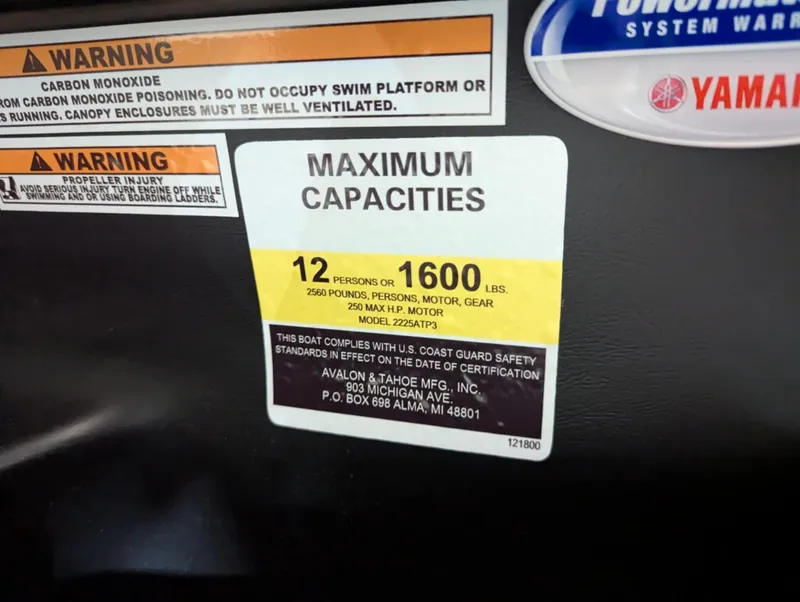 WARNING
CARBON MONOXIDE
ROM CARBON MONOXIDE POISONING. DO NOT OCCUPY SWIM PLATFORM OR
S RUNNING. CANOPY ENCLOSURES MUST BE WELL VENTILATED.
WARNING
PROPELLER INJURY
AVOID SERIOUS INJURY TURN ENGINE OFF WHILE
SWIMMING AND OR USING BOARDING LADDERS.
SYSTEM WARR
YAMA
MAXIMUM
CAPACITIES
12 PERSONS OR 1600 LBS.
2560 POUNDS, PERSONS, MOTOR, GEAR
250 MAX H.P. MOTOR
MODEL 2225ATP3
THIS BOAT COMPLIES WITH U.S. COAST GUARD SAFETY
STANDARDS IN EFFECT ON THE DATE OF CERTIFICATION
AVALON & TAHOE MFG., INC.
903 MICHIGAN AVE.
P.O. BOX 698 ALMA, MI 48801
121800